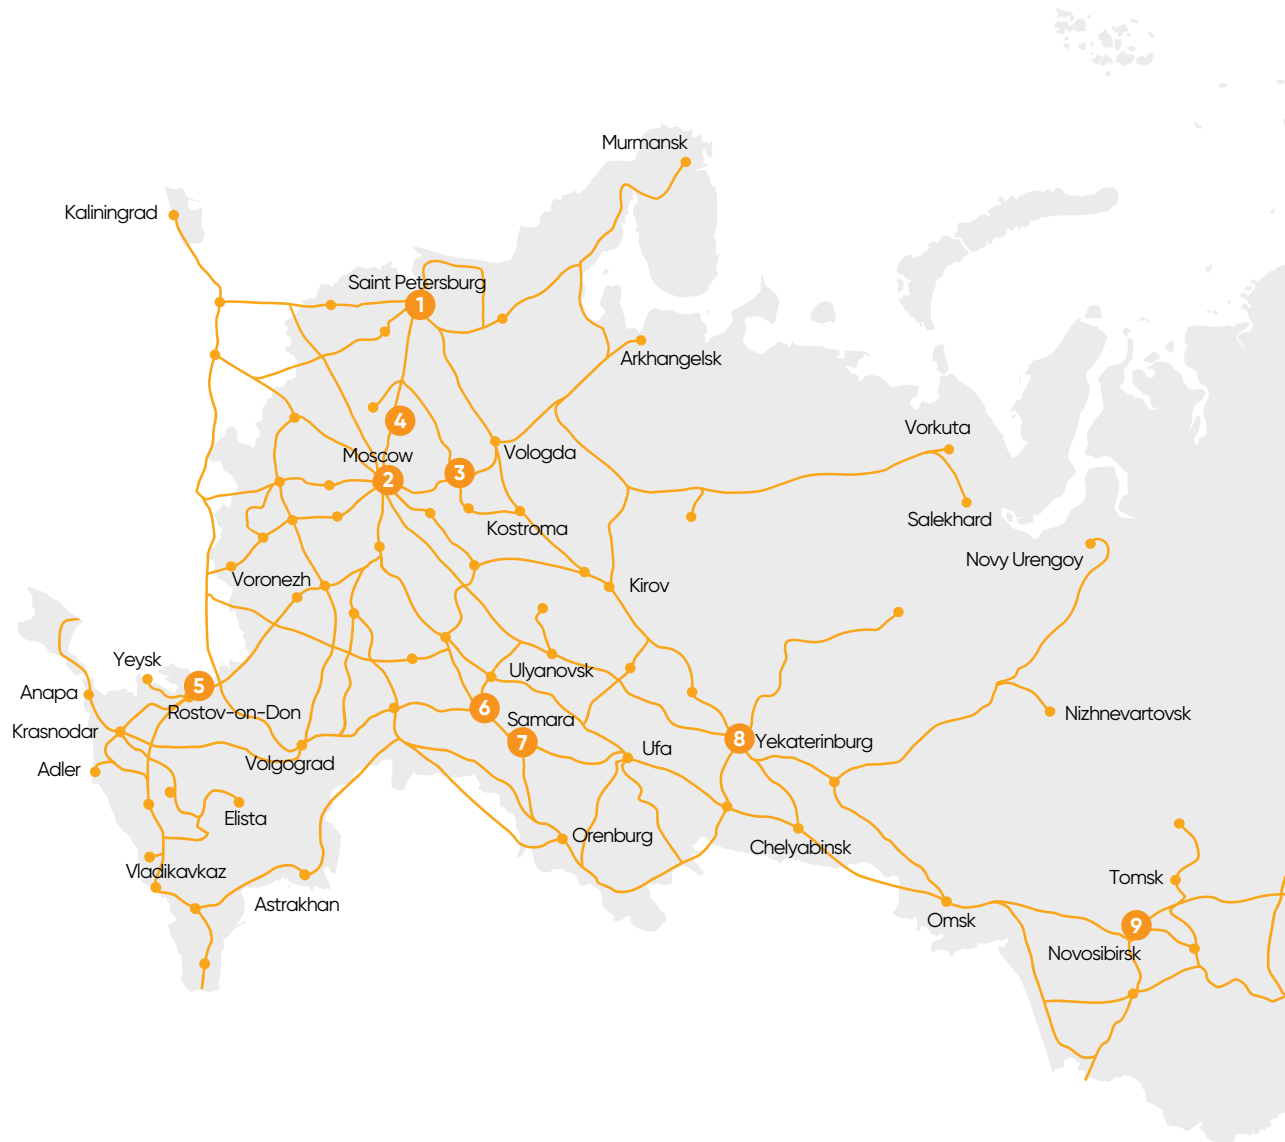 Murmansk
Kaliningrad
Saint Petersburg
1
Arkhangelsk
4
Vorkuta
Moscow
Vologda
3
2
Salekhard
Kostroma
Novy Urengoy
Voronezh
Kirov
Yeysk
Ulyanovsk
5
Anapa
6
Rostov-on-Don
Nizhnevartovsk
Samara
Krasnodar
8
7
Yekaterinburg
Ufa
Volgograd
Adler
Elista
Orenburg
Chelyabinsk
Vladikavkaz
Tomsk
Astrakhan
Omsk
9
Novosibirsk